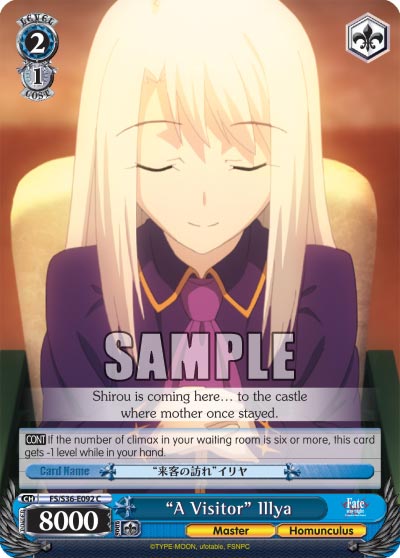 LEVEL
2
1
COST
SAMPLE
Shirou is coming here... to the castle
where mother once stayed.
CONT If the number of climax in your waiting room is six or more, this card
gets -1 level while in your hand.
Card Name
“来客の訪れ”イリヤ
CH
FS/S36-E092 C
“A Visitor” Illya
Fate
POWER
8000
SOUL
Master
Homunculus
©TYPE-MOON, ufotable, FSNPC